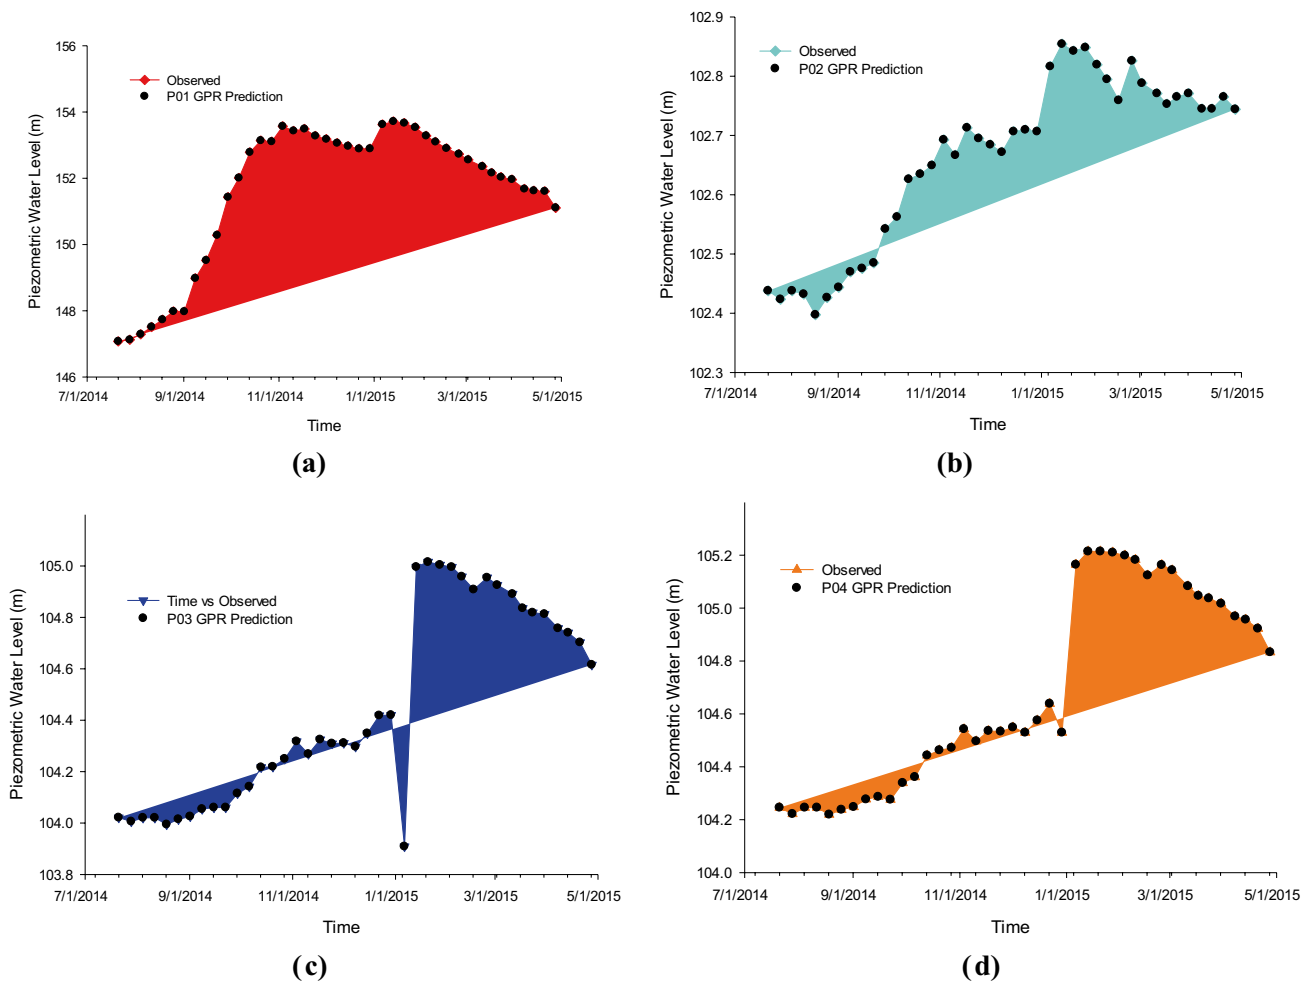 156
154
152
150
148
146
Piezometric Water Level (m)
Observed
P01 GPR Prediction
7/1/2014 9/1/2014 11/1/2014 1/1/2015 3/1/2015 5/1/2015
Time
(a)
102.9
102.8
102.7
102.6
102.5
102.4
102.3
Piezometric Water Level (m)
Observed
P02 GPR Prediction
7/1/2014 9/1/2014 11/1/2014 1/1/2015 3/1/2015 5/1/2015
Time
(b)
105.0
104.8
104.6
104.4
104.2
104.0
103.8
Piezometric Water Level (m)
Time vs Observed
P03 GPR Prediction
7/1/2014 9/1/2014 11/1/2014 1/1/2015 3/1/2015 5/1/2015
Time
(c)
105.2
105.0
104.8
104.6
104.4
104.2
104.0
Piezometric Water Level (m)
Observed
P04 GPR Prediction
7/1/2014 9/1/2014 11/1/2014 1/1/2015 3/1/2015 5/1/2015
Time
(d)